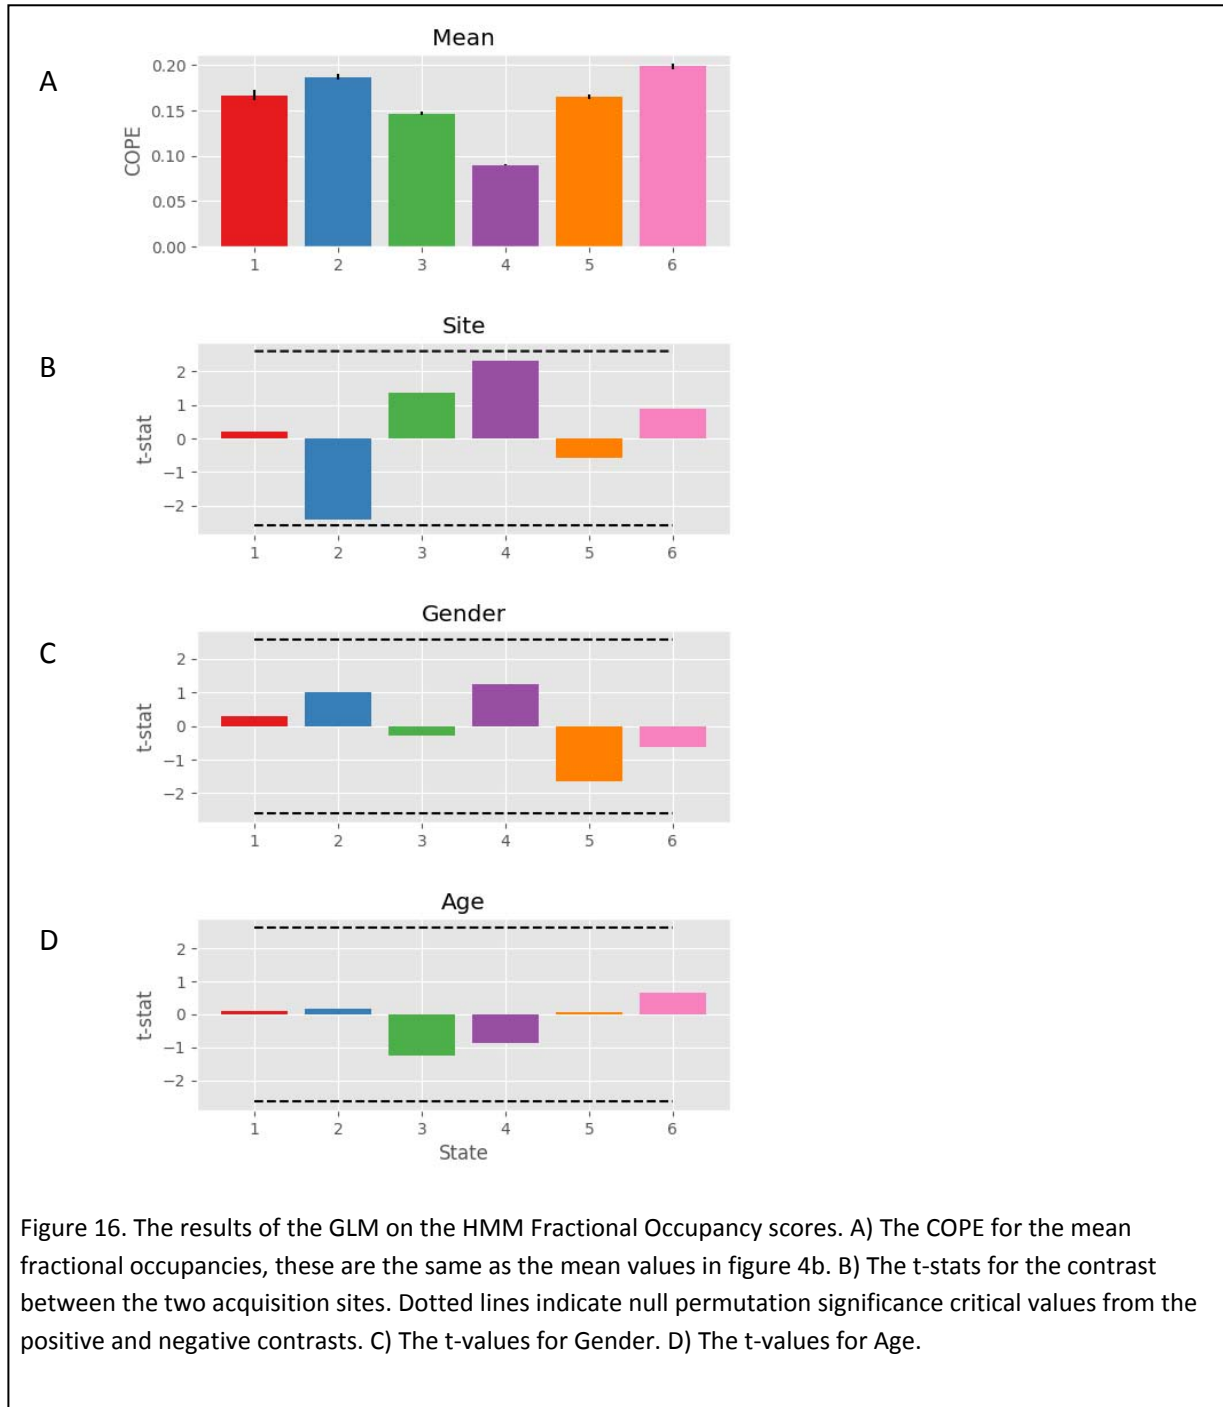 Mean
A
0.20
0.15
0.10
0.05
0.00
COPE
1 2 3 4 5 6
Site
B
2
1
0
−1
−2
t-stat
1 2 3 4 5 6
Gender
C
2
1
0
−1
−2
t-stat
1 2 3 4 5 6
Age
D
2
1
0
−1
−2
t-stat
1 2 3 4 5 6
State
Figure 16. The results of the GLM on the HMM Fractional Occupancy scores. A) The COPE for the mean
fractional occupancies, these are the same as the mean values in figure 4b. B) The t-stats for the contrast
between the two acquisition sites. Dotted lines indicate null permutation significance critical values from the
positive and negative contrasts. C) The t-values for Gender. D) The t-values for Age.